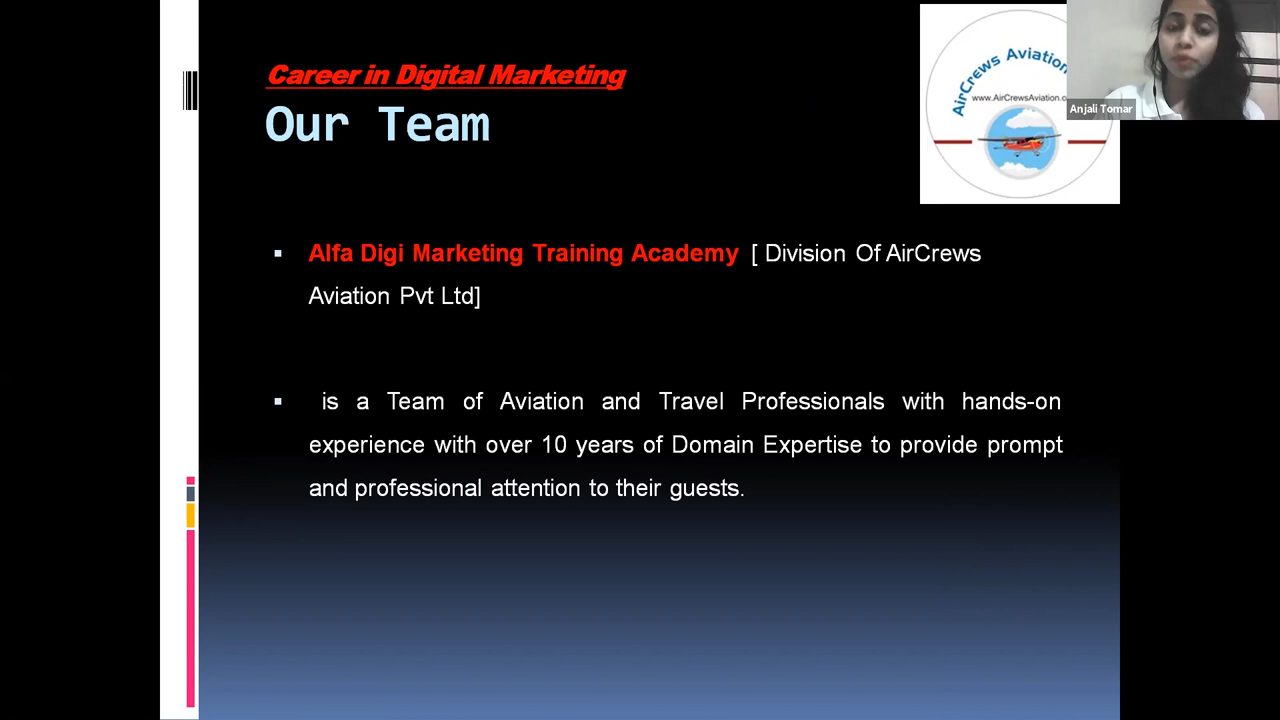 Career in Digital Marketing
Our Team
AirCrews Aviation
www.AirCrewsAviation.c
Anjali Tomar
Alfa Digi Marketing Training Academy [ Division Of AirCrews
Aviation Pvt Ltd]
is a Team of Aviation and Travel Professionals with hands-on
experience with over 10 years of Domain Expertise to provide prompt
and professional attention to their guests.